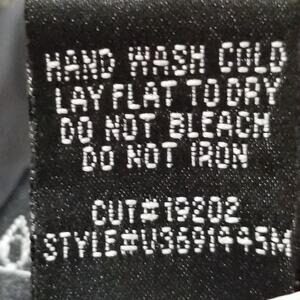 HAND WASH COLD
LAY FLAT TO DRY
DO NOT BLEACH
DO NOT IRON
CUT#19202
STYLE#U3691445M